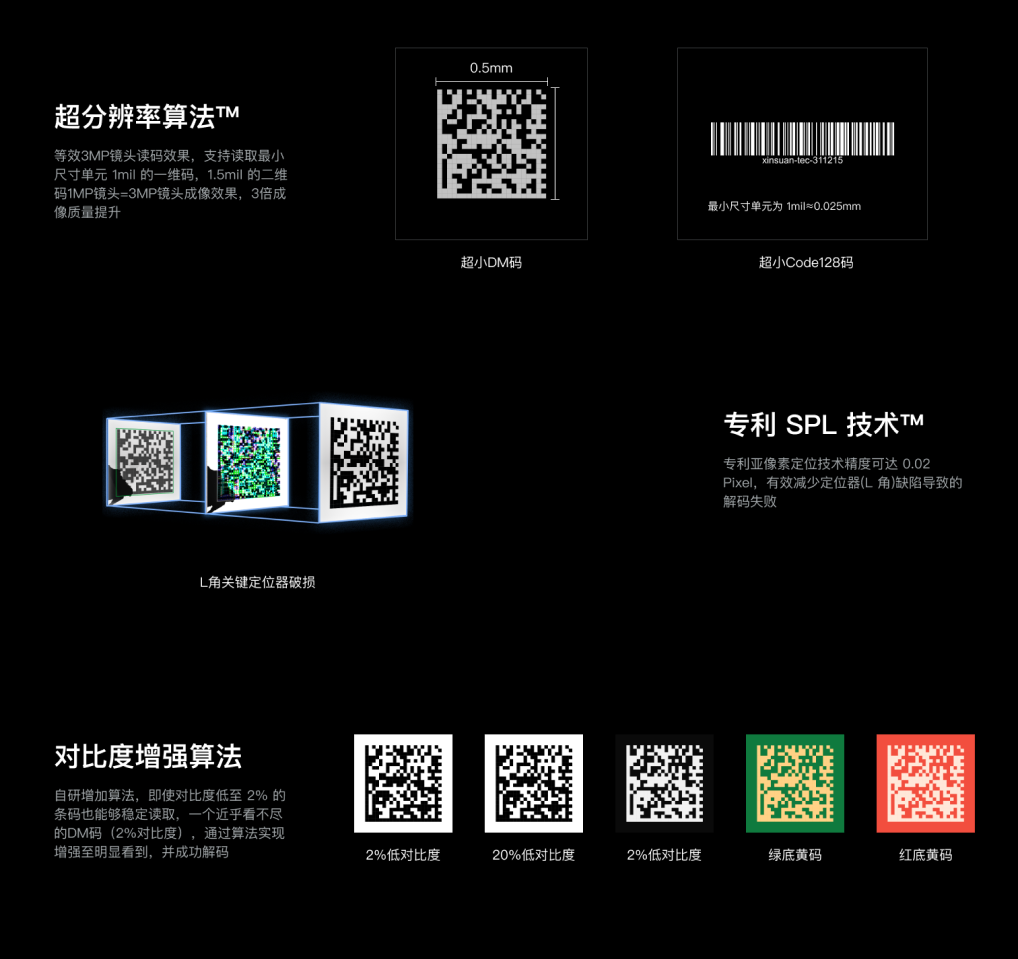 超分辨率算法™
等效3MP镜头读码效果，支持读取最小
尺寸单元 1mil 的一维码，1.5mil 的二维
码1MP镜头=3MP镜头成像效果，3倍成
像质量提升
0.5mm
超小DM码
xinsuan-tec-311215
最小尺寸单元为 1mil≈0.025mm
超小Code128码
L角关键定位器破损
专利 SPL 技术™
专利亚像素定位技术精度可达 0.02
Pixel，有效减少定位器(L 角)缺陷导致的
解码失败
对比度增强算法
自研增加算法，即使对比度低至 2% 的
条码也能够稳定读取，一个近乎看不尽
的DM码（2%对比度），通过算法实现
增强至明显看到，并成功解码
2%低对比度
20%低对比度
2%低对比度
绿底黄码
红底黄码